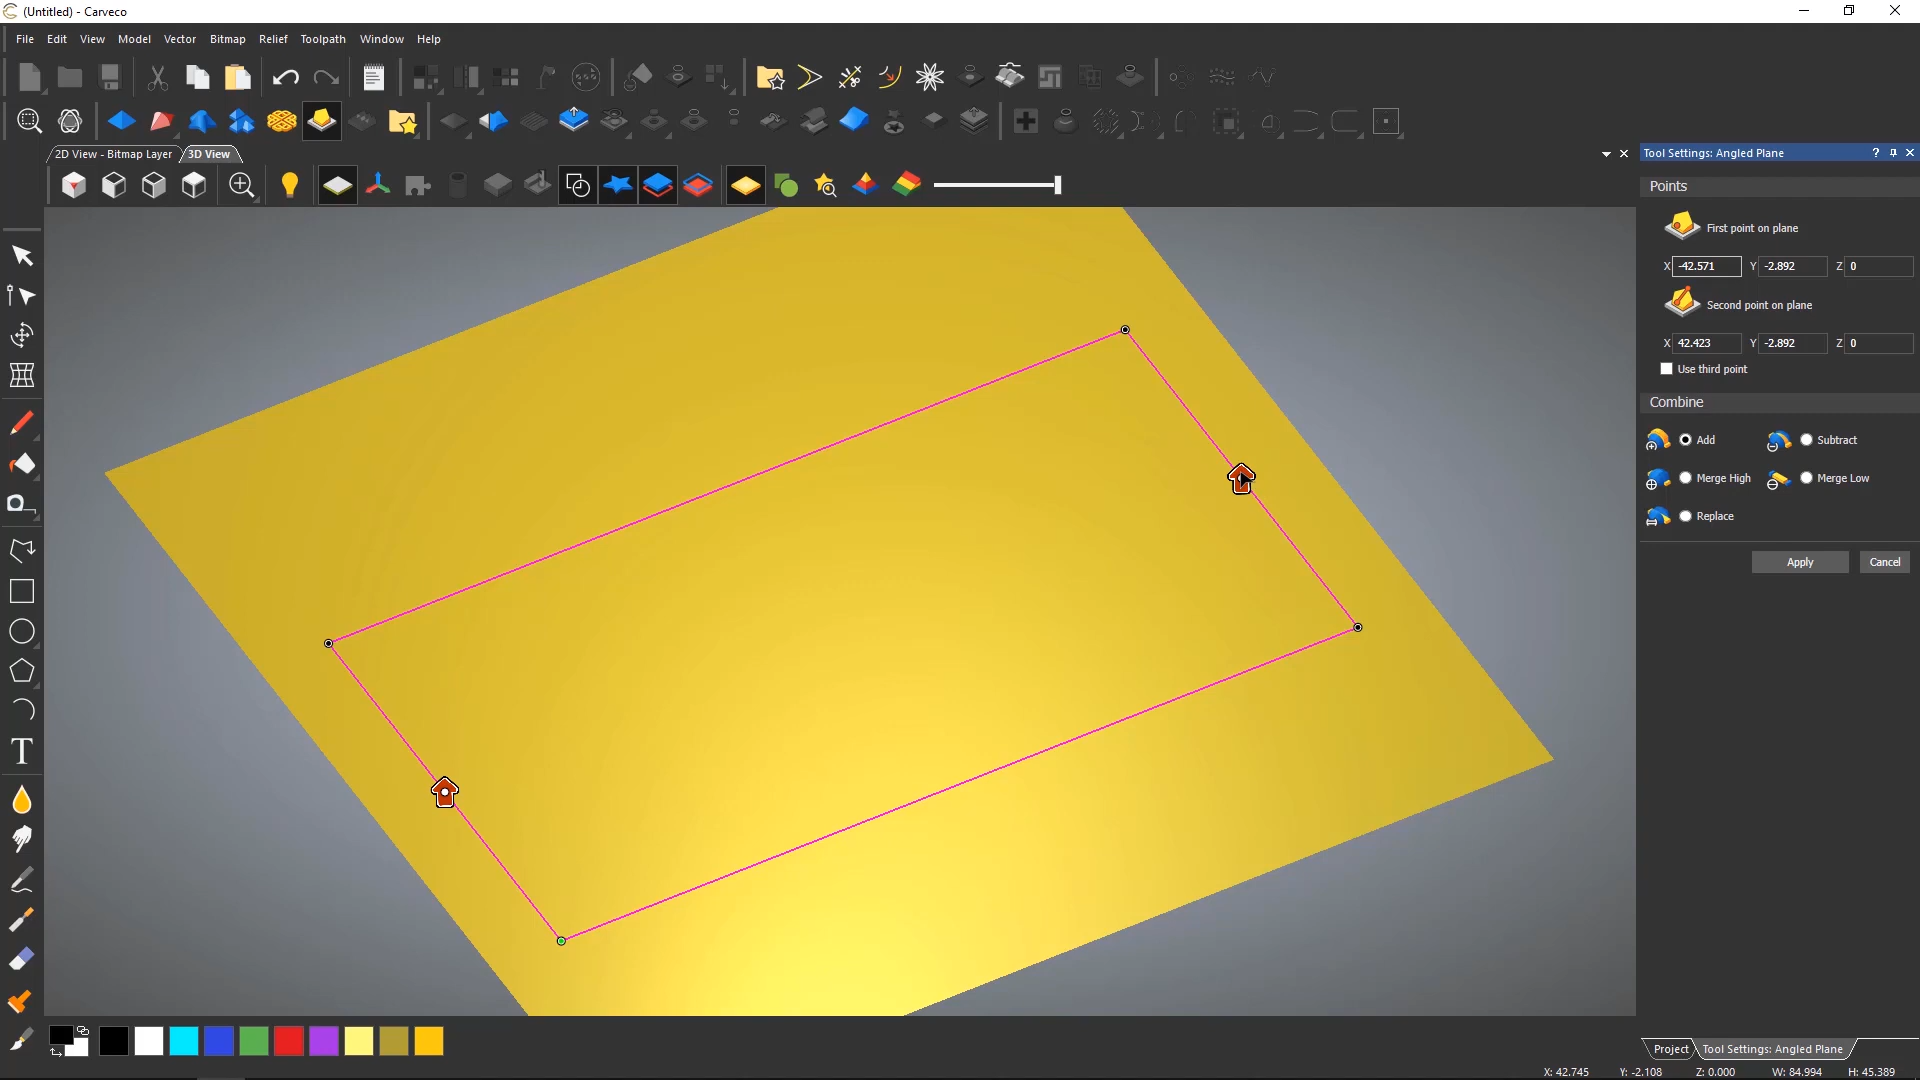 (Untitled) - Carveco
File Edit View Model Vector Bitmap Relief Toolpath Window Help
2D View - Bitmap Layer 3D View
Tool Settings: Angled Plane
Points
First point on plane
X -42.571 Y -2.892 Z 0
Second point on plane
X 42.423 Y -2.892 Z 0
Use third point
Combine
Add Subtract
Merge High Merge Low
Replace
Apply Cancel
T
Project Tool Settings: Angled Plane
X: 42.745 Y: -2.108 Z: 0.000 W: 84.994 H: 45.389